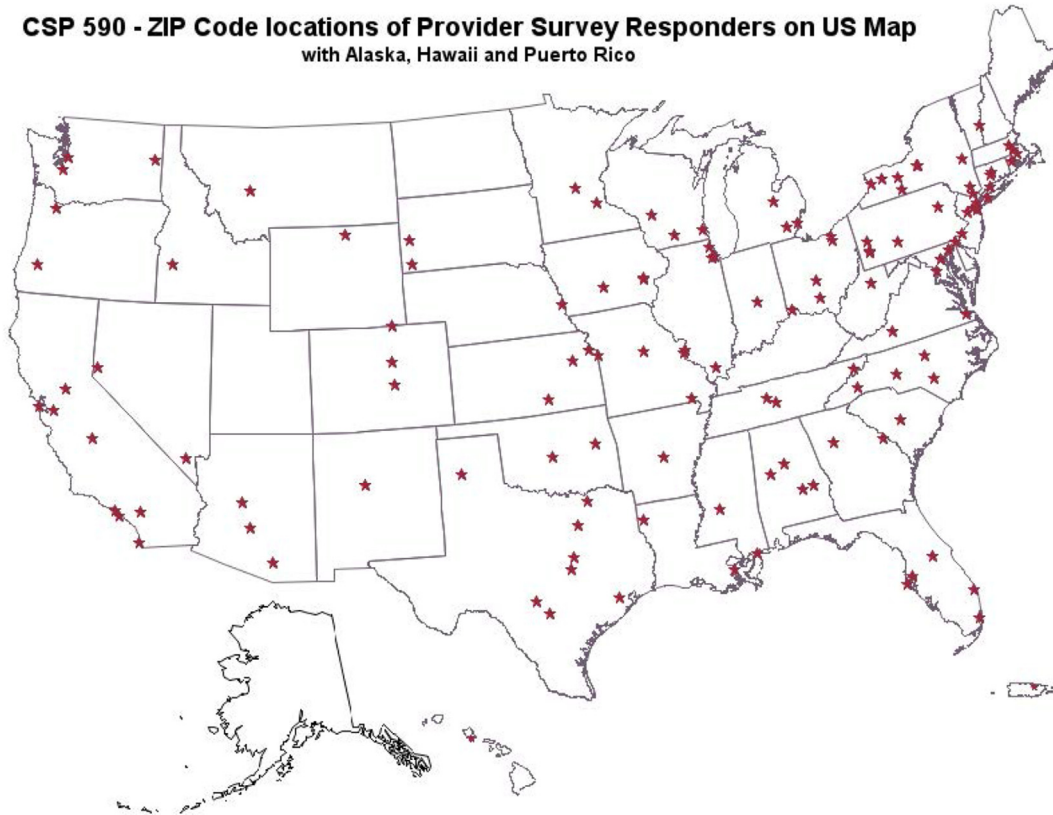 CSP 590 - ZIP Code locations of Provider Survey Responders on US Map
with Alaska, Hawaii and Puerto Rico